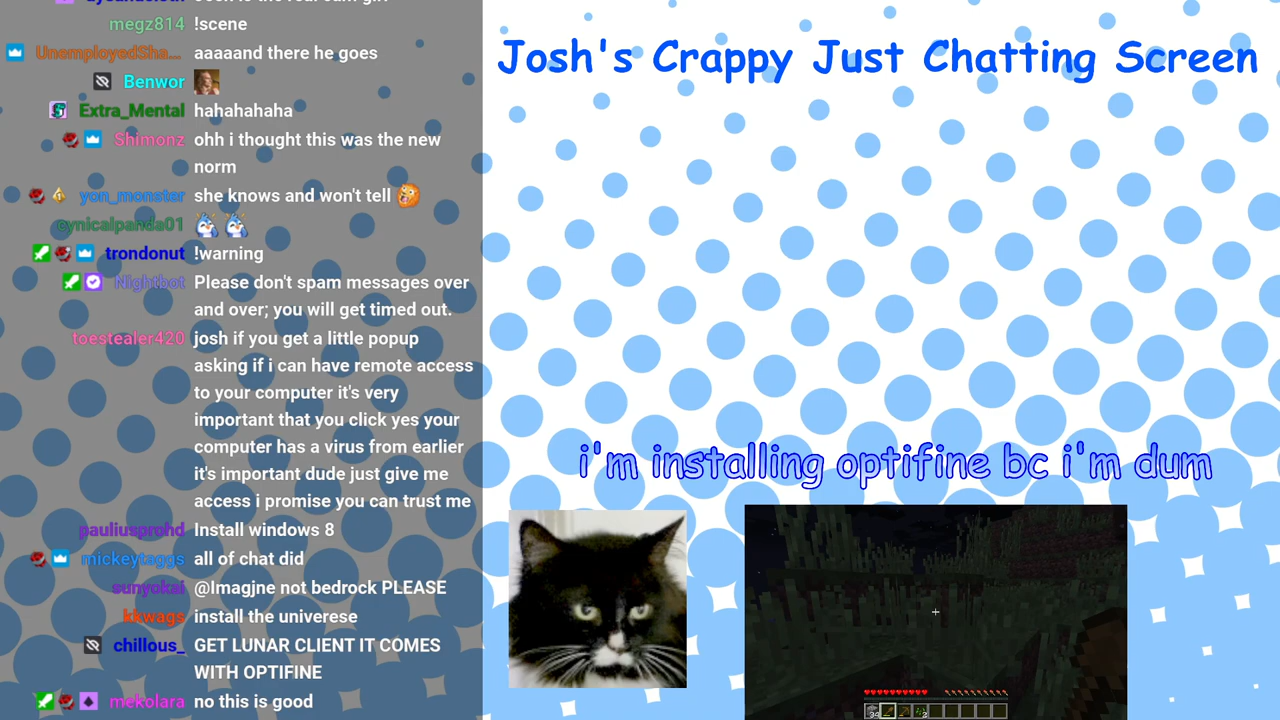 megz814 !scene
UnemployedSha... aaaaand there he goes
Benwor
Extra_Mental hahahahaha
Shimonz ohh i thought this was the new
norm
yon_monster she knows and won't tell
cynicalpanda01
trondonut !warning
Nightbot Please don't spam messages over
and over; you will get timed out.
toestealer420 josh if you get a little popup
asking if i can have remote access
to your computer it's very
important that you click yes your
computer has a virus from earlier
it's important dude just give me
access i promise you can trust me
pauliusprohd Install windows 8
mickeytaggs all of chat did
sunyokai @Imagjne not bedrock PLEASE
kkwags install the universe
chillous_ GET LUNAR CLIENT IT COMES
WITH OPTIFINE
mekolara no this is good
Josh's Crappy Just Chatting Screen
i'm installing optifine bc i'm dum